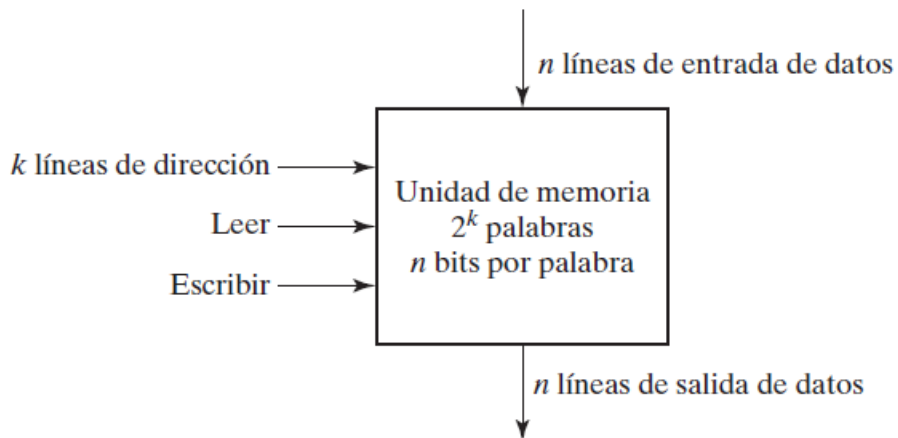 n líneas de entrada de datos
k líneas de dirección
Leer
Escribir
Unidad de memoria
2^k palabras
n bits por palabra
n líneas de salida de datos